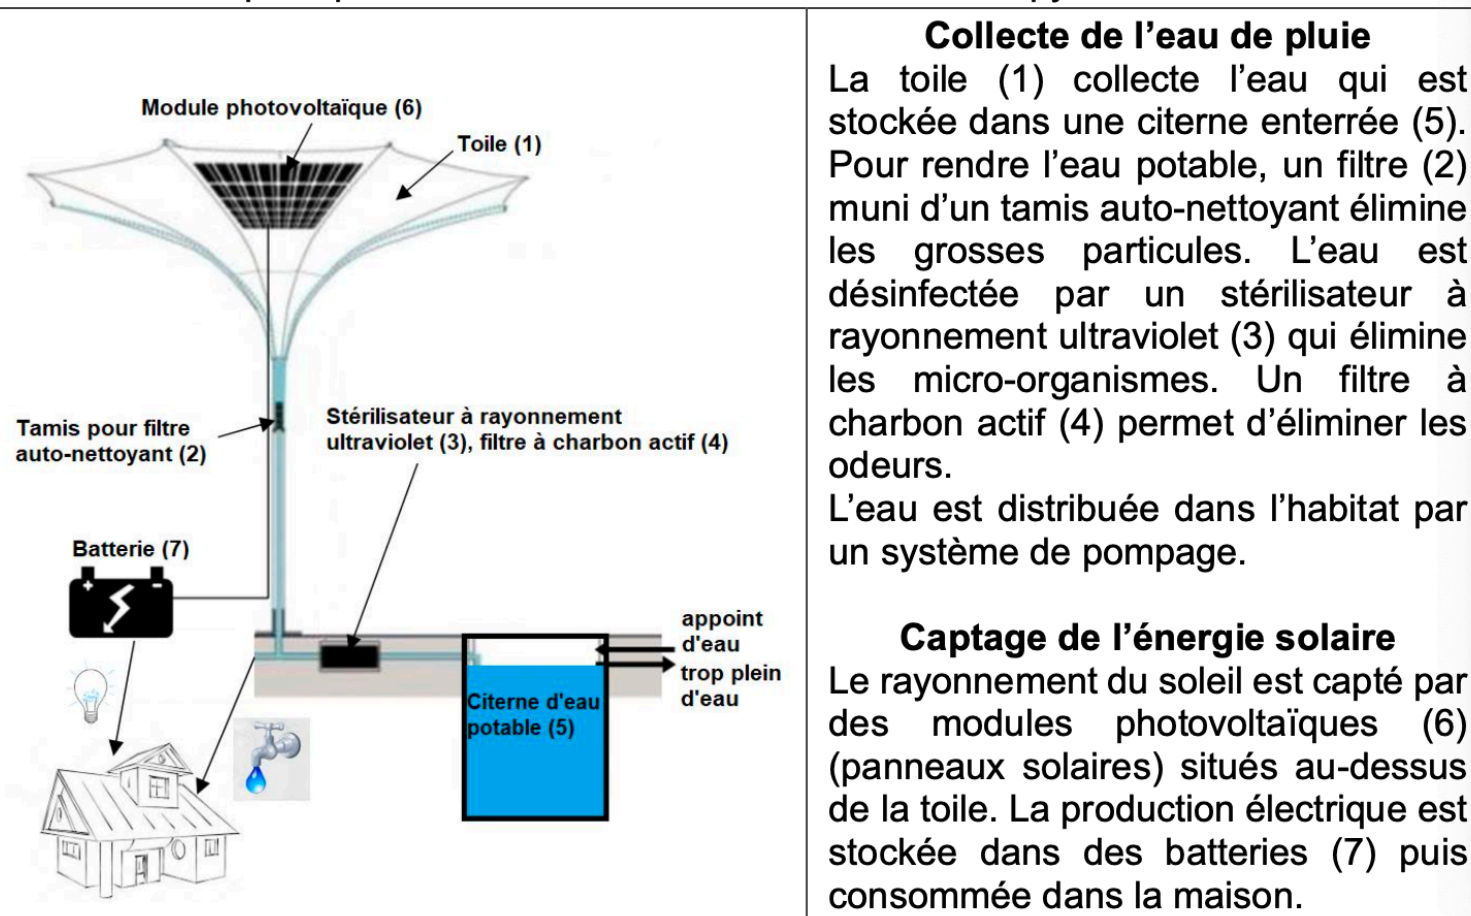 Module photovoltaïque (6)
Toile (1)
Tamis pour filtre
auto-nettoyant (2)
Stérilisateur à rayonnement
ultraviolet (3), filtre à charbon actif (4)
Batterie (7)
appoint
d'eau
trop plein
d'eau
Citerne d'eau
potable (5)
Collecte de l'eau de pluie
La toile (1) collecte l'eau qui est
stockée dans une citerne enterrée (5).
Pour rendre l'eau potable, un filtre (2)
muni d'un tamis auto-nettoyant élimine
les grosses particules. L'eau est
désinfectée par un stérilisateur à
rayonnement ultraviolet (3) qui élimine
les micro-organismes. Un filtre à
charbon actif (4) permet d'éliminer les
odeurs.
L'eau est distribuée dans l'habitat par
un système de pompage.
Captage de l'énergie solaire
Le rayonnement du soleil est capté par
des modules photovoltaïques (6)
(panneaux solaires) situés au-dessus
de la toile. La production électrique est
stockée dans des batteries (7) puis
consommée dans la maison.